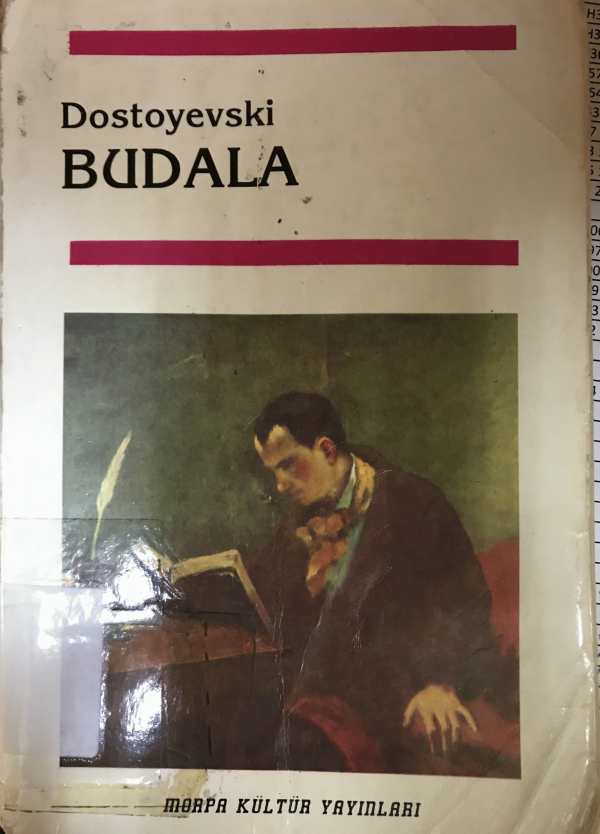 Dostoyevski
BUDALA
MORPA KÜLTÜR YAYINLARI